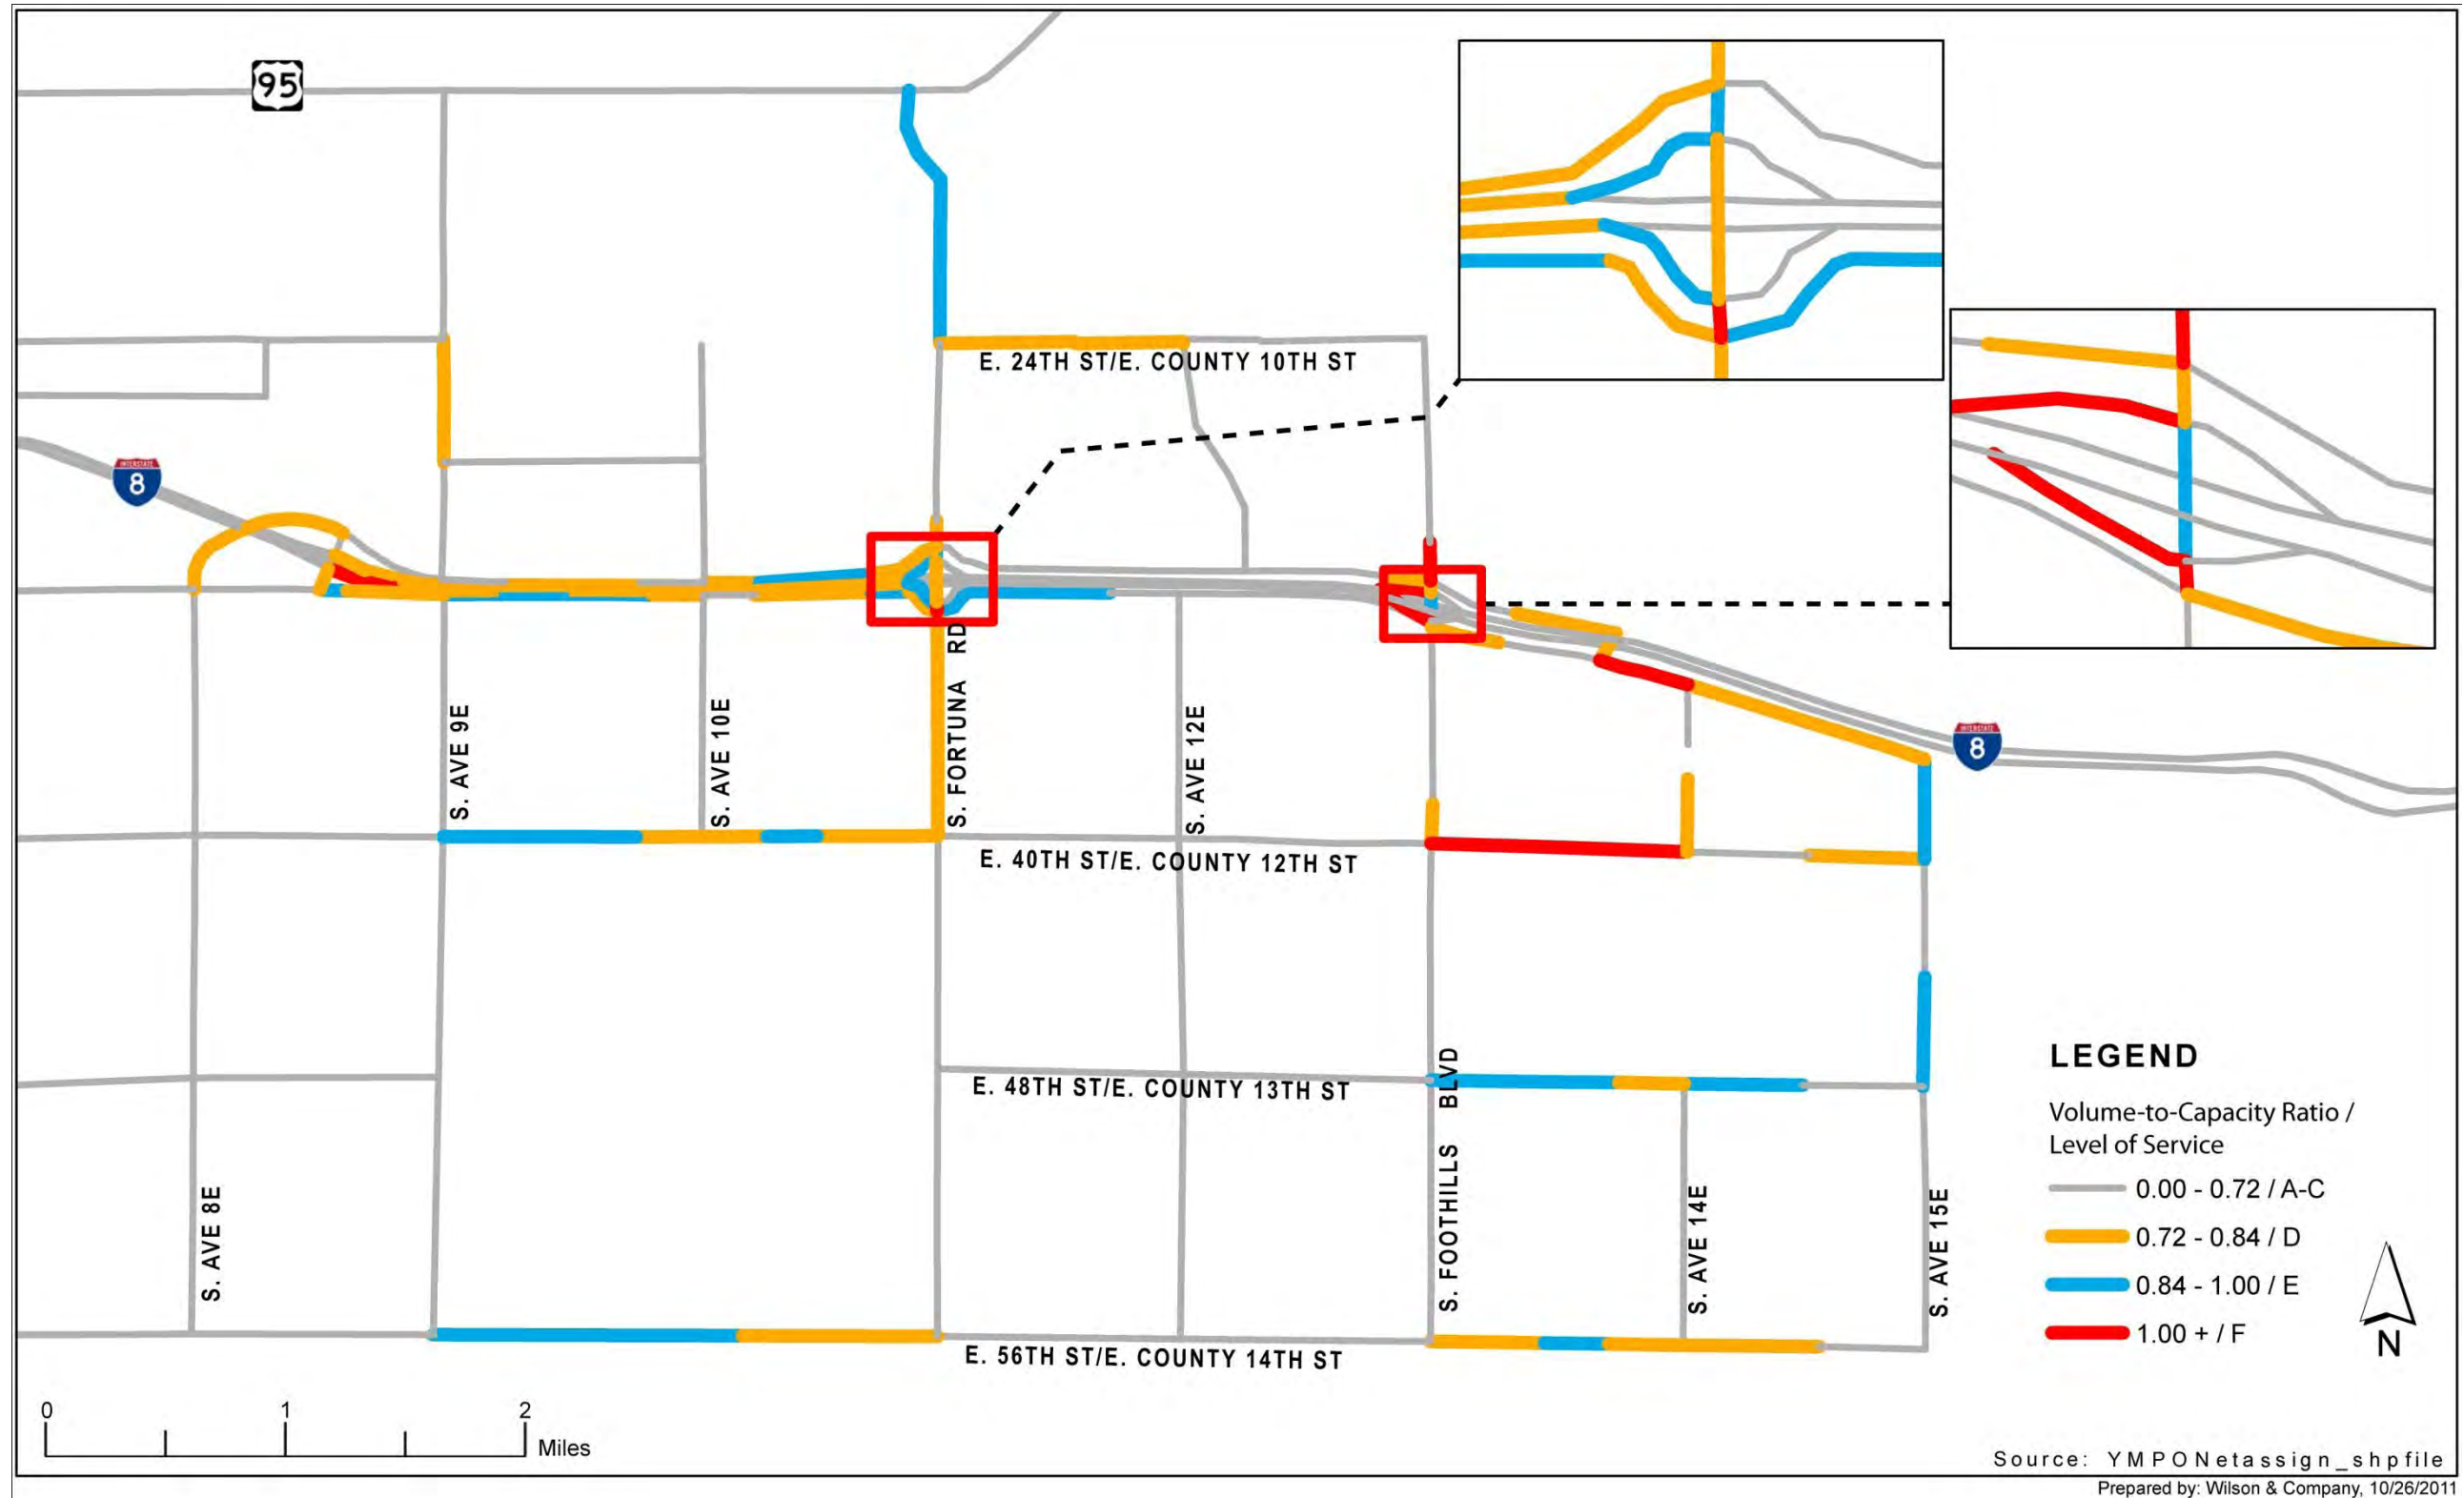 95
E. 24TH ST/E. COUNTY 10TH ST
INTERSTATE
8
S. AVE 9E
S. AVE 10E
S. FORTUNA RD
S. AVE 12E
INTERSTATE
8
E. 40TH ST/E. COUNTY 12TH ST
E. 48TH ST/E. COUNTY 13TH ST
S. AVE 8E
S. FOOTHILLS BLVD
S. AVE 14E
S. AVE 15E
E. 56TH ST/E. COUNTY 14TH ST
LEGEND
Volume-to-Capacity Ratio /
Level of Service
0.00 - 0.72 / A-C
0.72 - 0.84 / D
0.84 - 1.00 / E
1.00 + / F
N
0 1 2
Miles
Source: YMPONetassign_shpfile
Prepared by: Wilson & Company, 10/26/2011